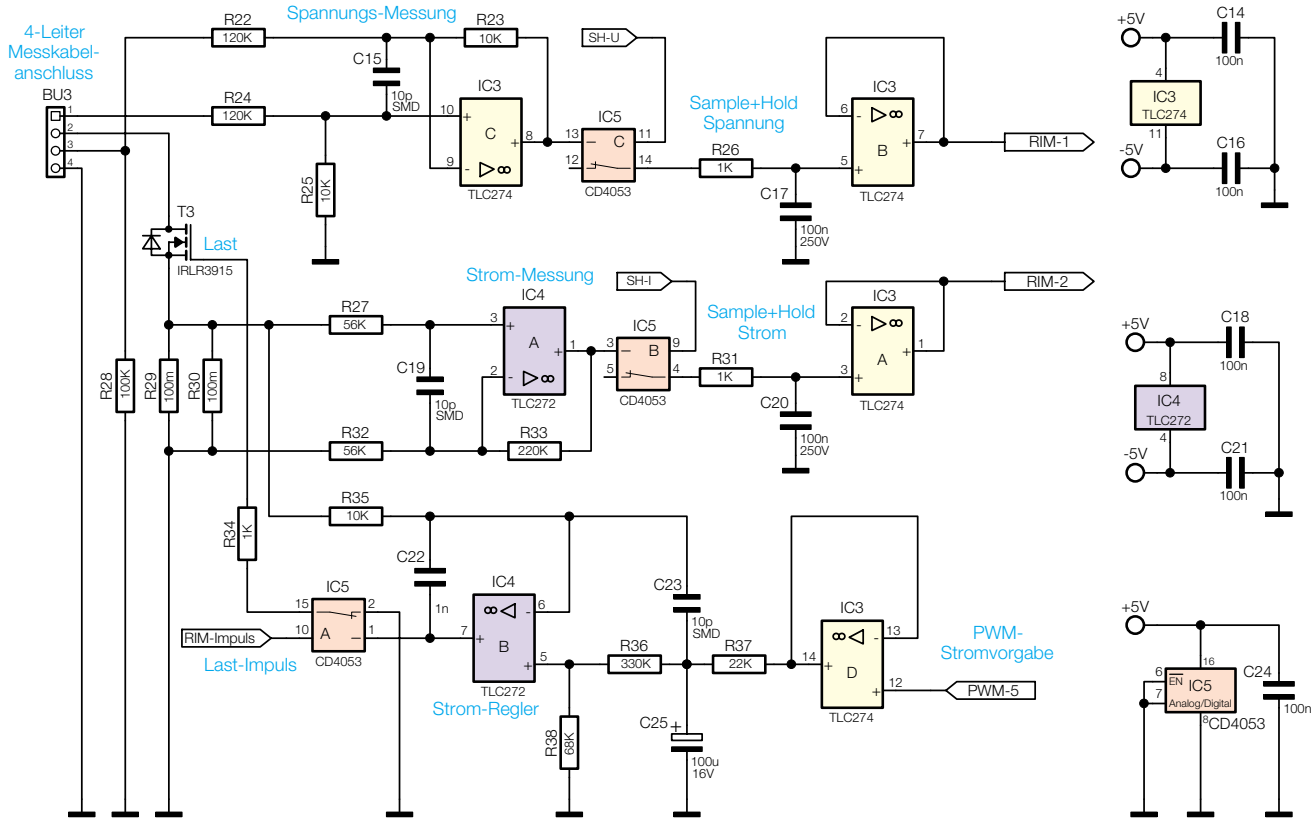 4-Leiter
Messkabel-
anschluss
BU3
1
2
3
4
R22
120K
Spannungs-Messung
R23
10K
C15
10p
SMD
R24
120K
R25
10K
IC3
10
+
C
+
8
9
-
▷∞
TLC274
SH-U
IC5
13
C
11
12
14
CD4053
Sample+Hold
Spannung
R26
1K
C17
100n
250V
IC3
6
-
▷∞
7
+
B
5
+
TLC274
RIM-1
+5V
C14
100n
4
IC3
TLC274
11
-5V
C16
100n
T3
Last
IRLR3915
Strom-Messung
R27
56K
IC4
3
+
A
+
1
2
-
▷∞
TLC272
C19
10p
SMD
R28
100K
R29
100m
R30
100m
R32
56K
R33
220K
SH-I
IC5
3
B
9
5
4
CD4053
Sample+Hold
Strom
R31
1K
C20
100n
250V
IC3
2
-
▷∞
+
1
A
3
+
TLC274
RIM-2
+5V
C18
100n
8
IC4
TLC272
4
-5V
C21
100n
R34
1K
R35
10K
C22
1n
IC5
15
2
RIM-Impuls
10
A
1
CD4053
Last-Impuls
IC4
∞◁
-
6
7
+
B
+
5
TLC272
Strom-Regler
R36
330K
R38
68K
C23
10p
SMD
R37
22K
C25
+
100u
16V
IC3
∞◁
-
13
14
+
D
+
12
TLC274
PWM-
Stromvorgabe
PWM-5
+5V
16
6
EN
IC5
7
Analog/Digital
8
CD4053
C24
100n